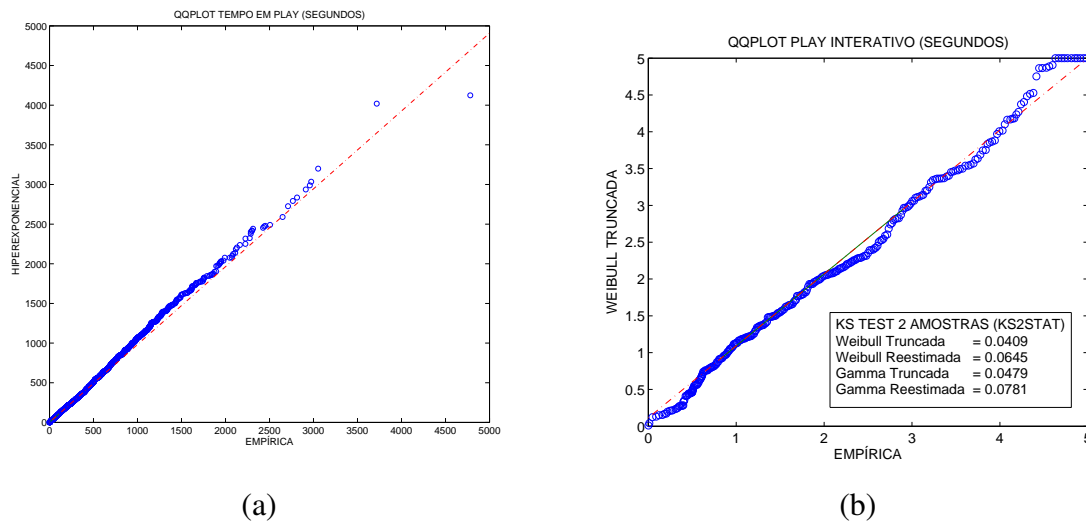 QQPLOT TEMPO EM PLAY (SEGUNDOS)
5000
4500
4000
3500
3000
2500
2000
1500
1000
500
0
HIPEREXPONENCIAL
0 500 1000 1500 2000 2500 3000 3500 4000 4500 5000
EMPÍRICA
(a)
QQPLOT PLAY INTERATIVO (SEGUNDOS)
5
4.5
4
3.5
3
2.5
2
1.5
1
0.5
0
WEIBULL TRUNCADA
KS TEST 2 AMOSTRAS (KS2STAT)
Weibull Truncada = 0.0409
Weibull Reestimada = 0.0645
Gamma Truncada = 0.0479
Gamma Reestimada = 0.0781
0 1 2 3 4 5
EMPÍRICA
(b)